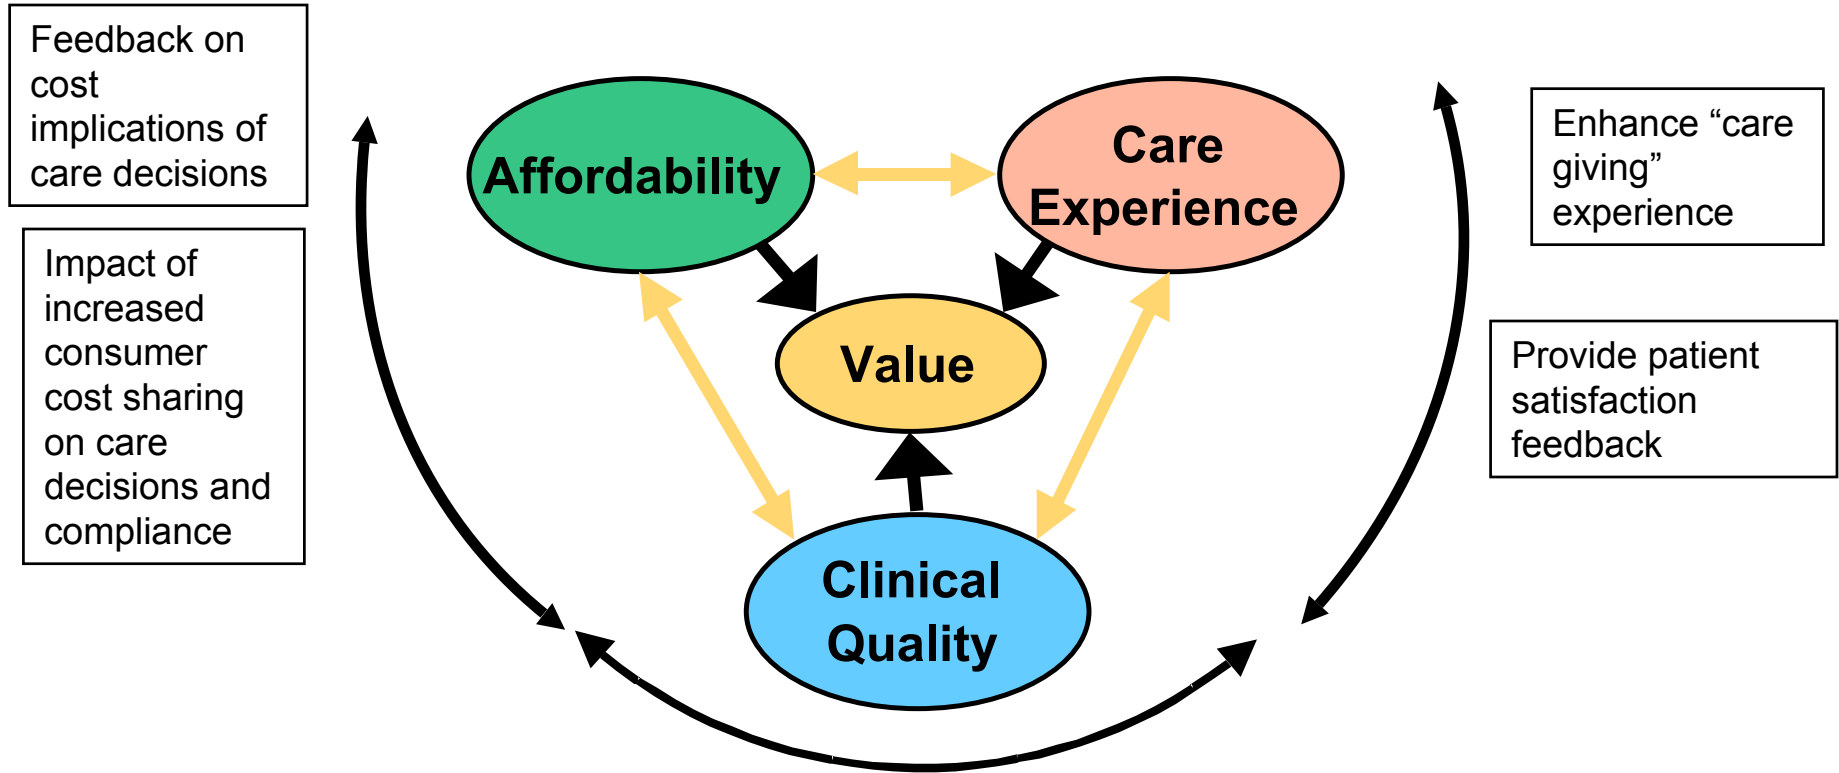 Feedback on
cost
implications of
care decisions
Impact of
increased
consumer
cost sharing
on care
decisions and
compliance
Affordability
Care
Experience
Value
Clinical
Quality
Enhance “care
giving”
experience
Provide patient
satisfaction
feedback